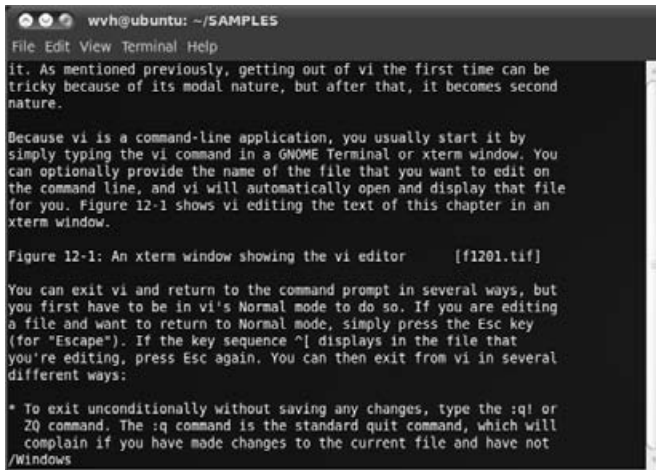 wvh@ubuntu: ~/SAMPLES
File Edit View Terminal Help
it. As mentioned previously, getting out of vi the first time can be
tricky because of its modal nature, but after that, it becomes second
nature.
Because vi is a command-line application, you usually start it by
simply typing the vi command in a GNOME Terminal or xterm window. You
can optionally provide the name of the file that you want to edit on
the command line, and vi will automatically open and display that file
for you. Figure 12-1 shows vi editing the text of this chapter in an
xterm window.
Figure 12-1: An xterm window showing the vi editor [f1201.tif]
You can exit vi and return to the command prompt in several ways, but
you first have to be in vi's Normal mode to do so. If you are editing
a file and want to return to Normal mode, simply press the Esc key
(for "Escape"). If the key sequence ^[ displays in the file that
you're editing, press Esc again. You can then exit from vi in several
different ways:
* To exit unconditionally without saving any changes, type the :q! or
ZQ command. The :q command is the standard quit command, which will
complain if you have made changes to the current file and have not
/Windows